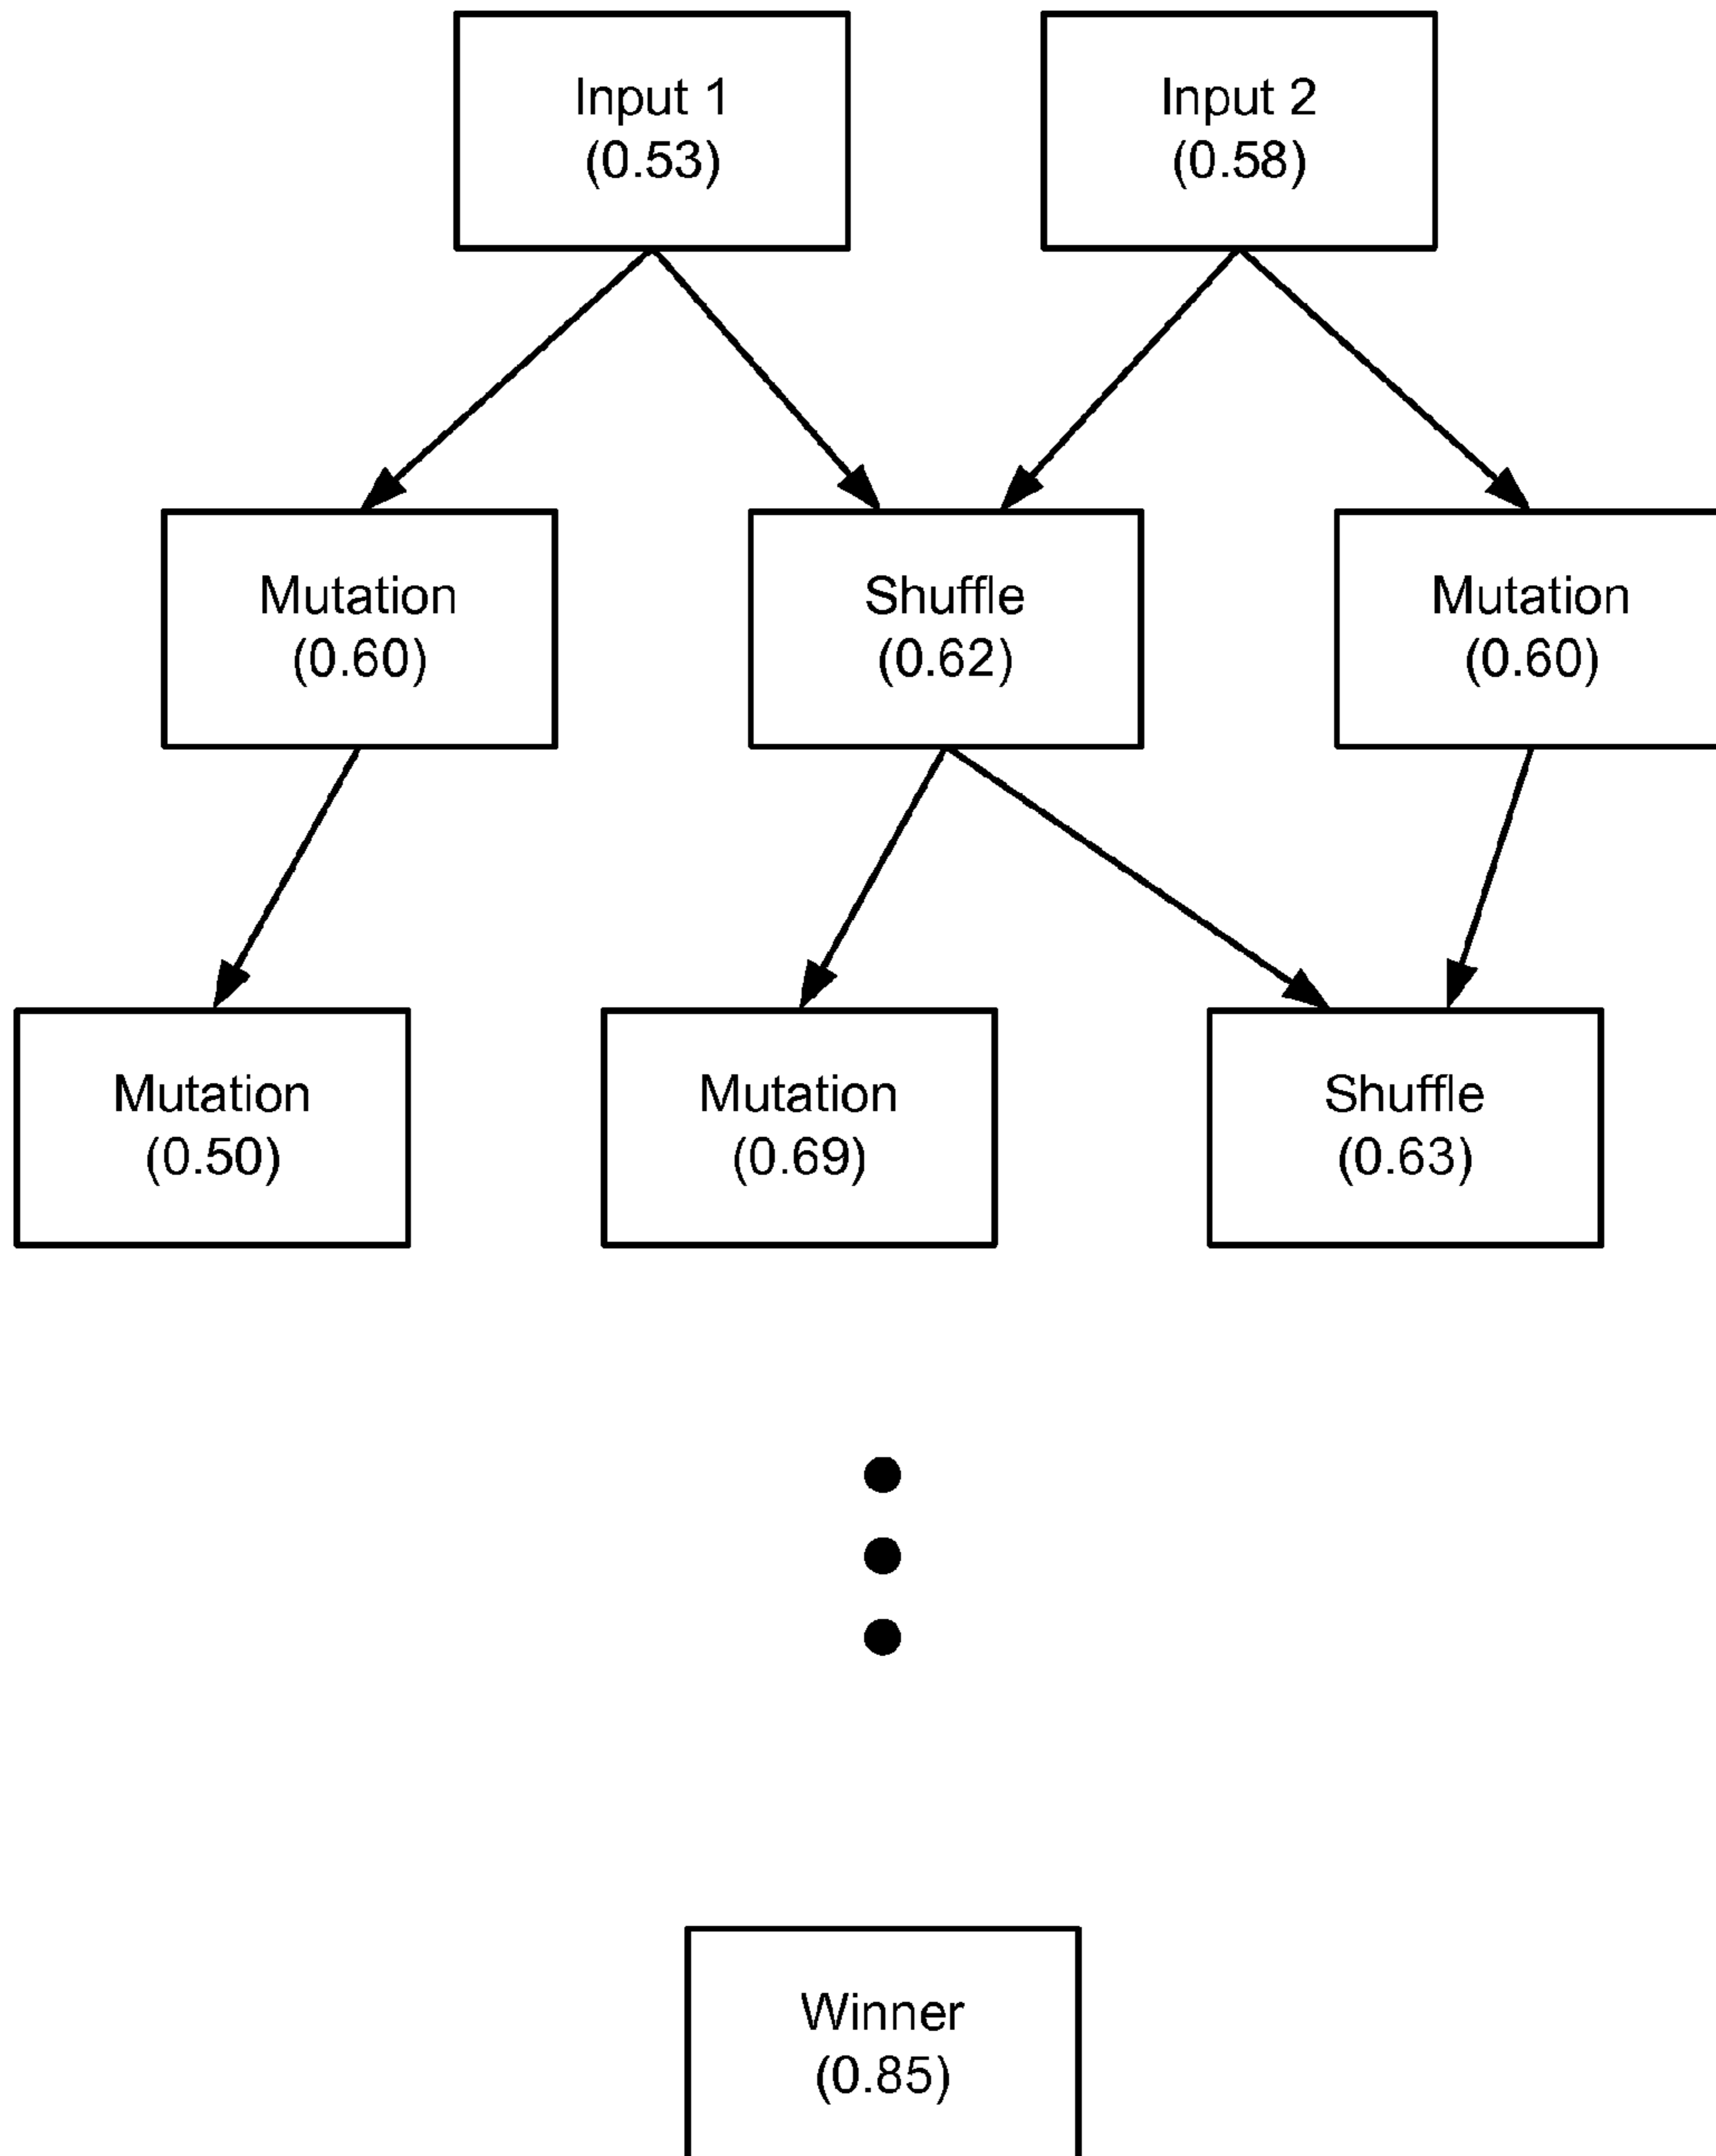 Input 1
(0.53)
Input 2
(0.58)
Mutation
(0.60)
Shuffle
(0.62)
Mutation
(0.60)
Mutation
(0.50)
Mutation
(0.69)
Shuffle
(0.63)
Winner
(0.85)